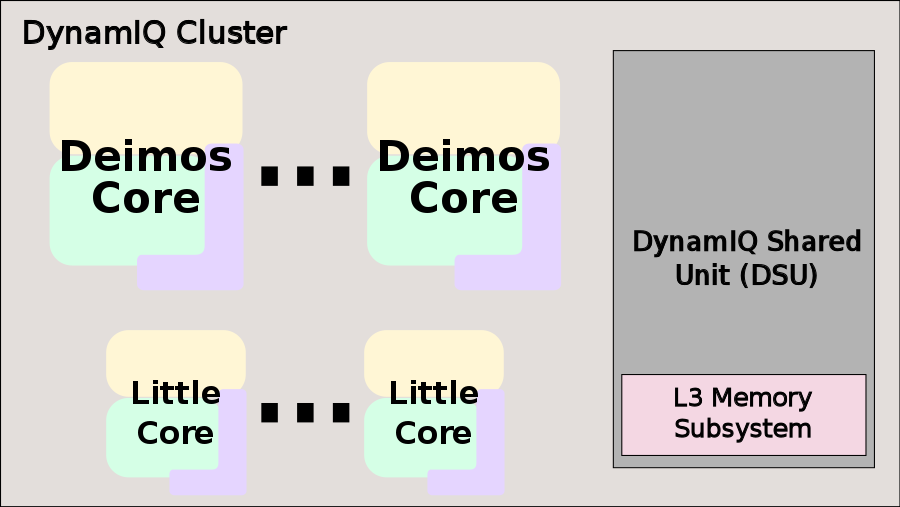 DynamIQ Cluster
Deimos
Core
...
Deimos
Core
DynamIQ Shared
Unit (DSU)
Little
Core
...
Little
Core
L3 Memory
Subsystem